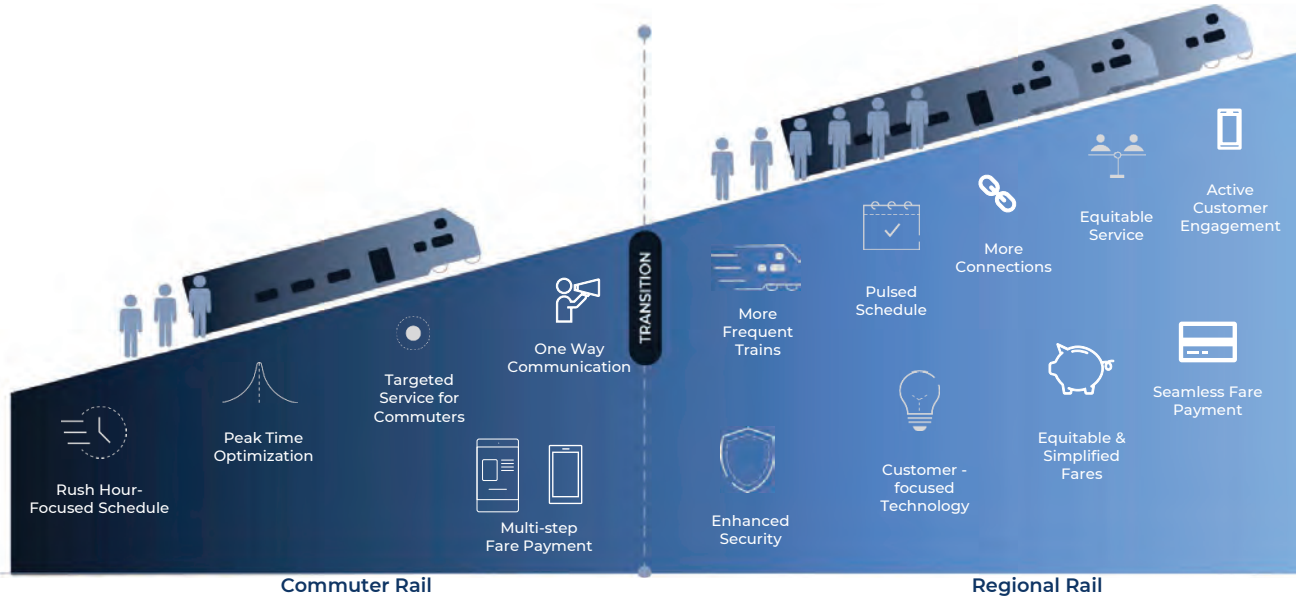 Rush Hour-
Focused Schedule
Peak Time
Optimization
Targeted
Service for
Commuters
One Way
Communication
Multi-step
Fare Payment
TRANSITION
More
Frequent
Trains
Pulsed
Schedule
More
Connections
Equitable
Service
Active
Customer
Engagement
Enhanced
Security
Customer -
focused
Technology
Equitable &
Simplified
Fares
Seamless Fare
Payment
Commuter Rail
Regional Rail